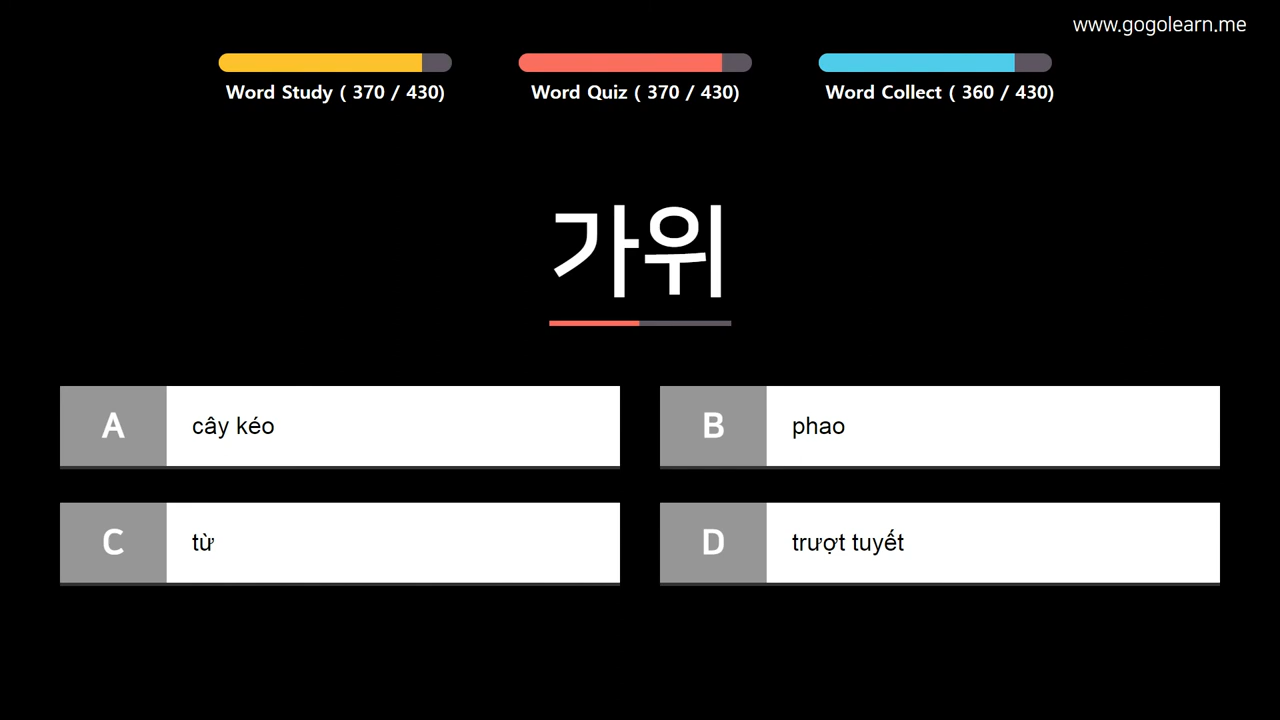 www.gogolearn.me
Word Study ( 370 / 430)
Word Quiz ( 370 / 430)
Word Collect ( 360 / 430)
가위
A cây kéo
B phao
C từ
D trượt tuyết